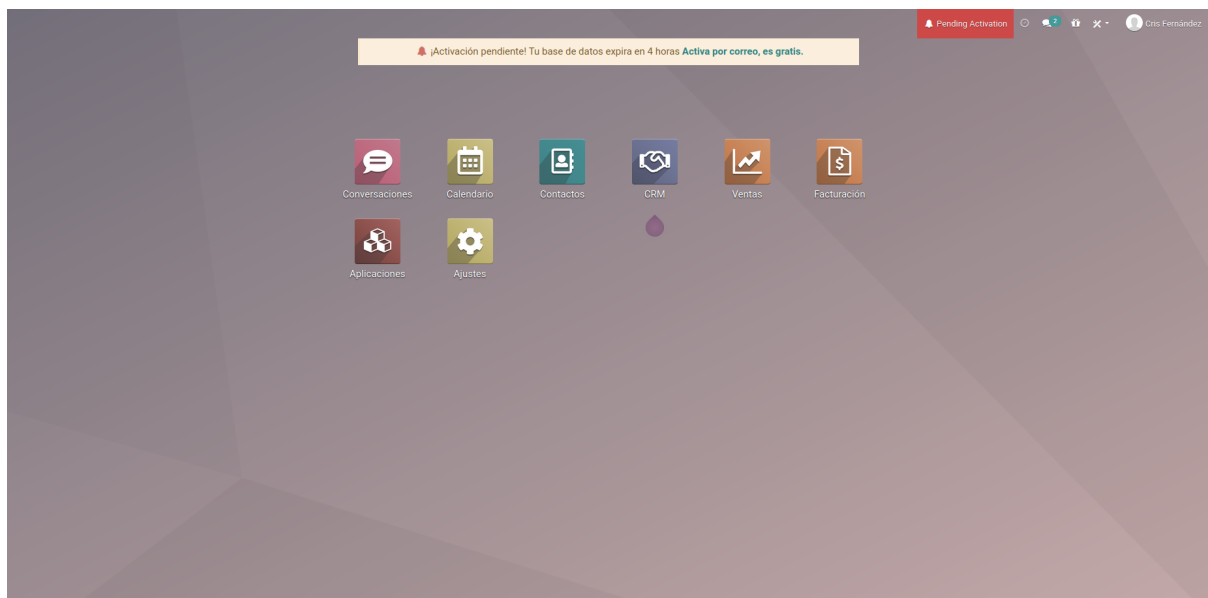 Pending Activation
2
Cris Fernández
¡Activación pendiente! Tu base de datos expira en 4 horas Activa por correo, es gratis.
Conversaciones
Calendario
Contactos
CRM
Ventas
Facturación
Aplicaciones
Ajustes